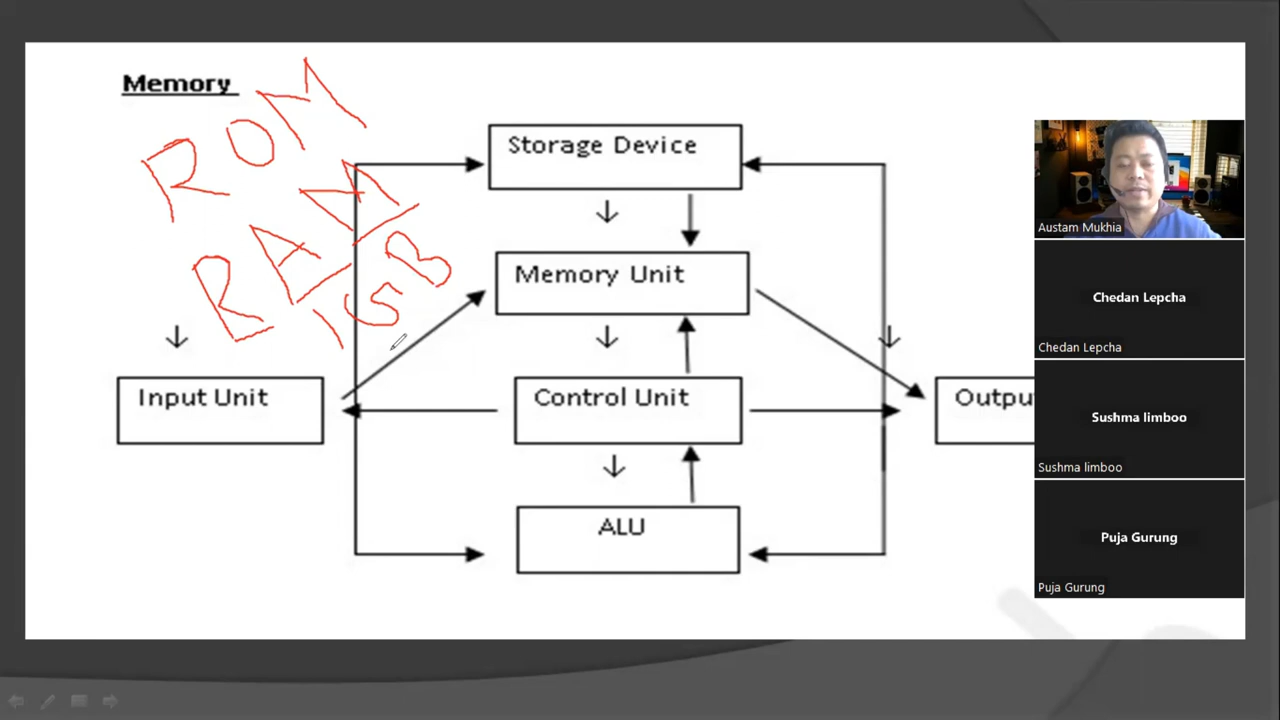 Memory
ROM
RAM
1GB
Storage Device
Memory Unit
Input Unit
Control Unit
Outpu
ALU
Austam Mukhia
Chedan Lepcha
Chedan Lepcha
Sushma limboo
Sushma limboo
Puja Gurung
Puja Gurung